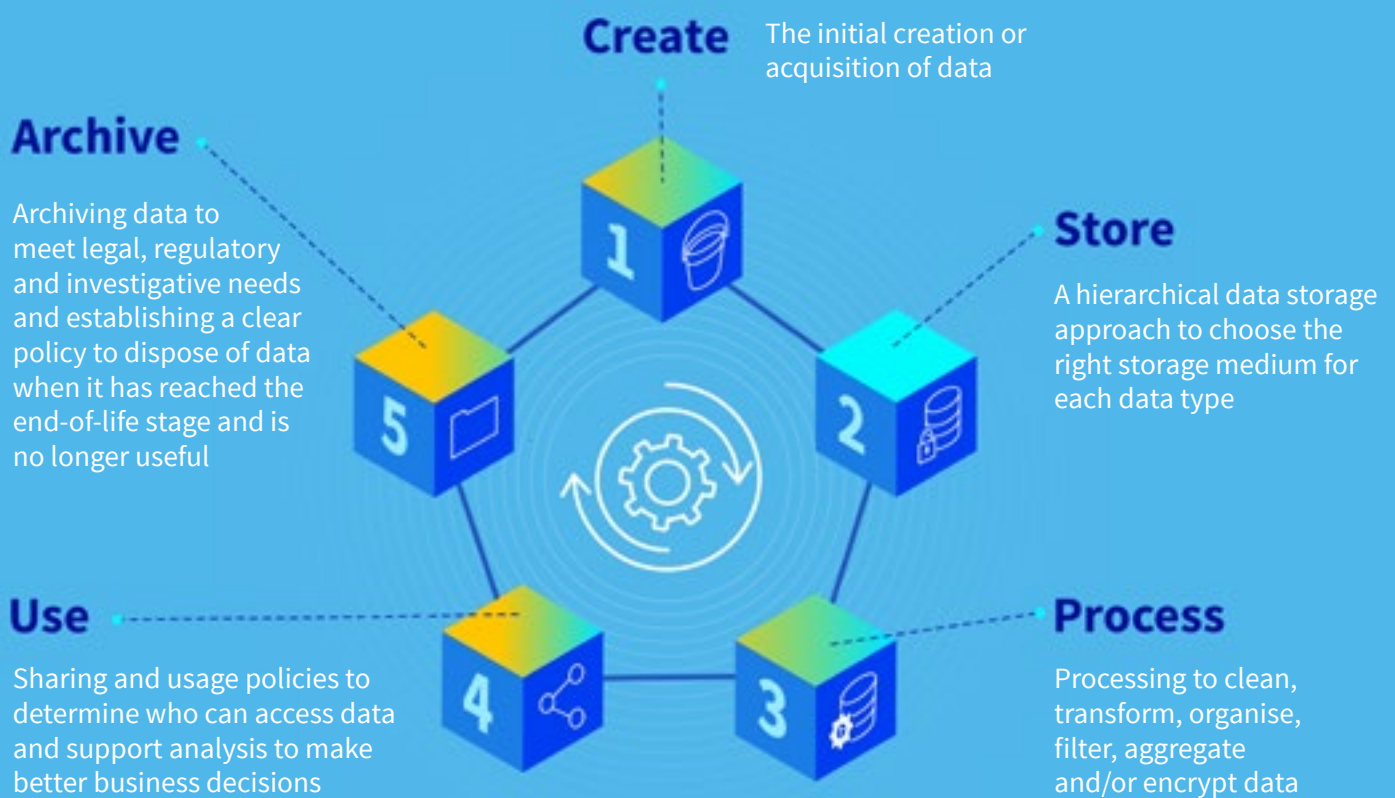 Create
The initial creation or
acquisition of data
1
Store
A hierarchical data storage
approach to choose the
right storage medium for
each data type
2
Process
Processing to clean,
transform, organise,
filter, aggregate
and/or encrypt data
3
Use
Sharing and usage policies to
determine who can access data
and support analysis to make
better business decisions
4
Archive
Archiving data to
meet legal, regulatory
and investigative needs
and establishing a clear
policy to dispose of data
when it has reached the
end-of-life stage and is
no longer useful
5